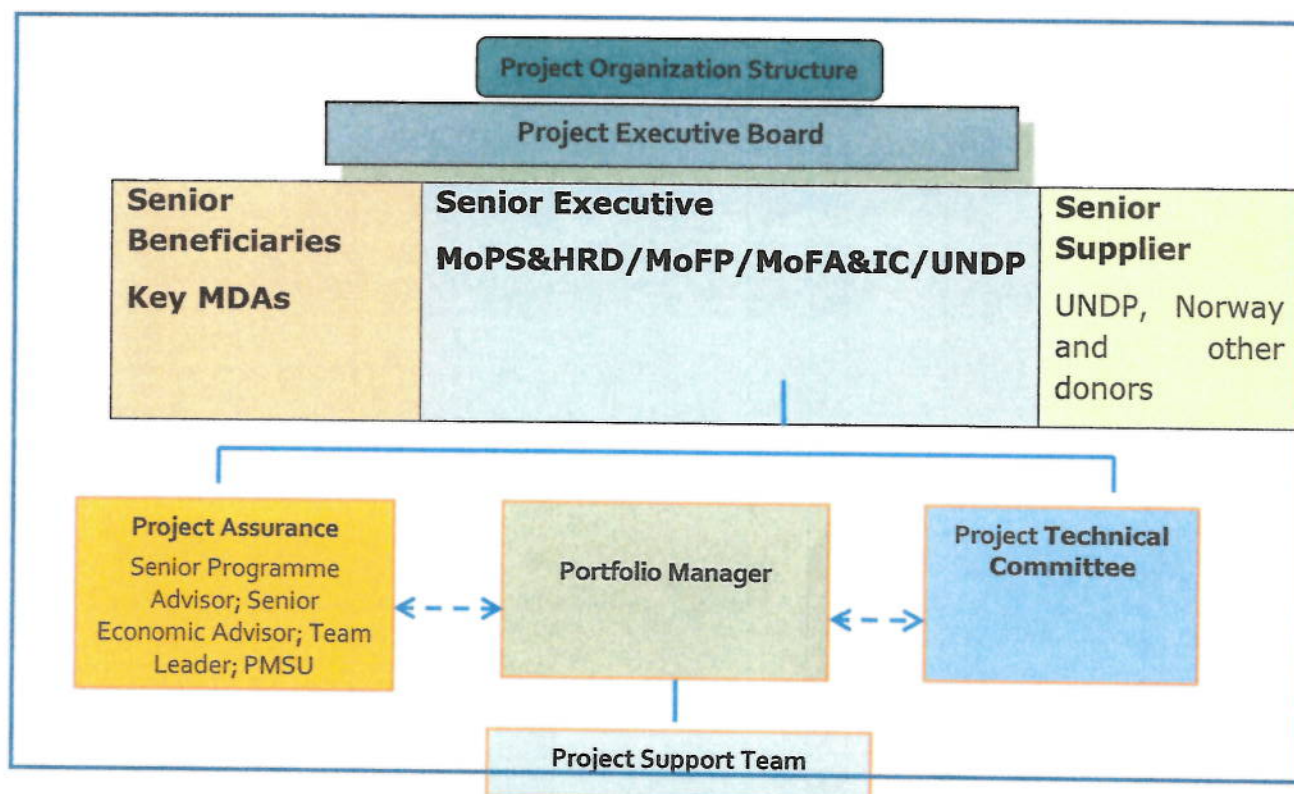 Project Organization Structure
Project Executive Board
Senior
Beneficiaries
Key MDAs
Senior Executive
MoPS&HRD/MoFP/MoFA&IC/UNDP
Senior
Supplier
UNDP, Norway
and other
donors
Project Assurance
Senior Programme
Advisor; Senior
Economic Advisor; Team
Leader; PMSU
Portfolio Manager
Project Technical
Committee
Project Support Team